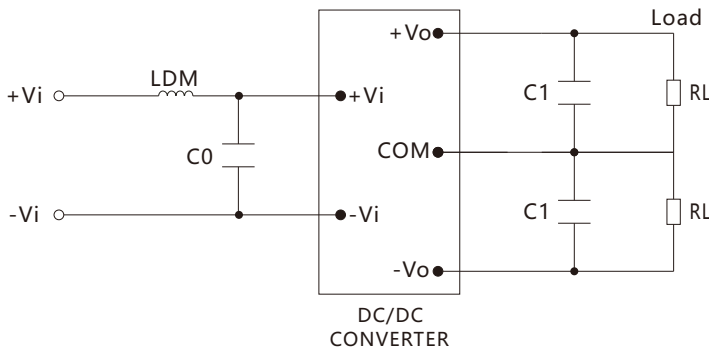 Load
+Vo
LDM
+Vi
+Vi
C1
RL
C0
COM
-Vi
-Vi
C1
RL
-Vo
DC/DC
CONVERTER